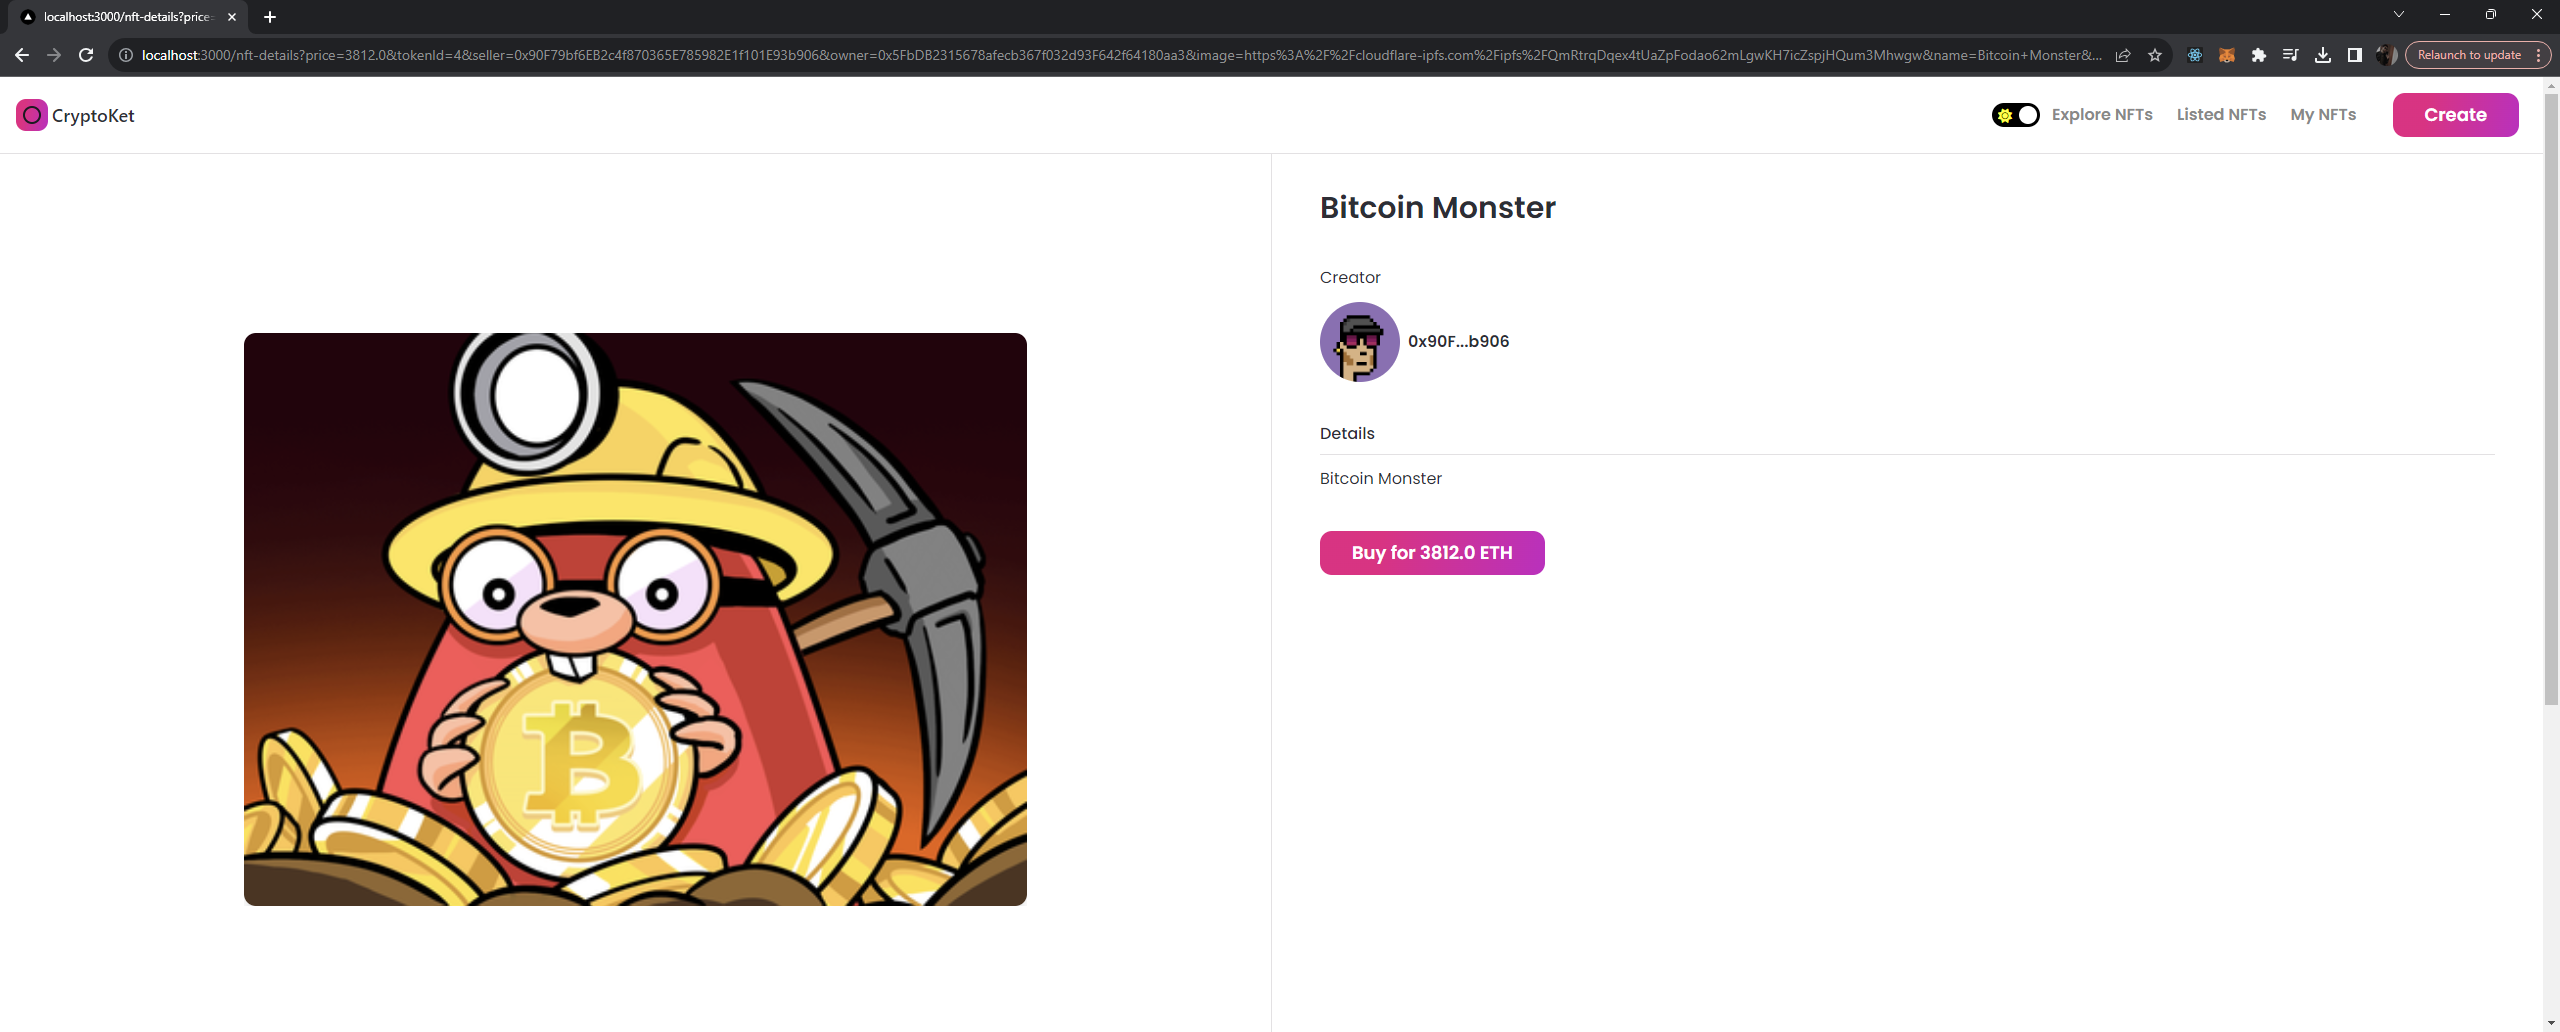 localhost:3000/nft-details?price=
localhost:3000/nft-details?price=3812.0&tokenId=4&seller=0x90F79bf6EB2c4f870365E785982E1f101E93b906&owner=0x5FbDB2315678afecb367f032d93F642f64180aa3&image=https%3A%2F%2Fcloudflare-ipfs.com%2Fipfs%2FQmRtrqDqex4tUaZpFodao62mLgwKH7icZspjHQum3Mhwgw&name=Bitcoin+Monster&...
Relaunch to update
CryptoKet
Explore NFTs
Listed NFTs
My NFTs
Create
Bitcoin Monster
Creator
0x90F...b906
Details
Bitcoin Monster
Buy for 3812.0 ETH